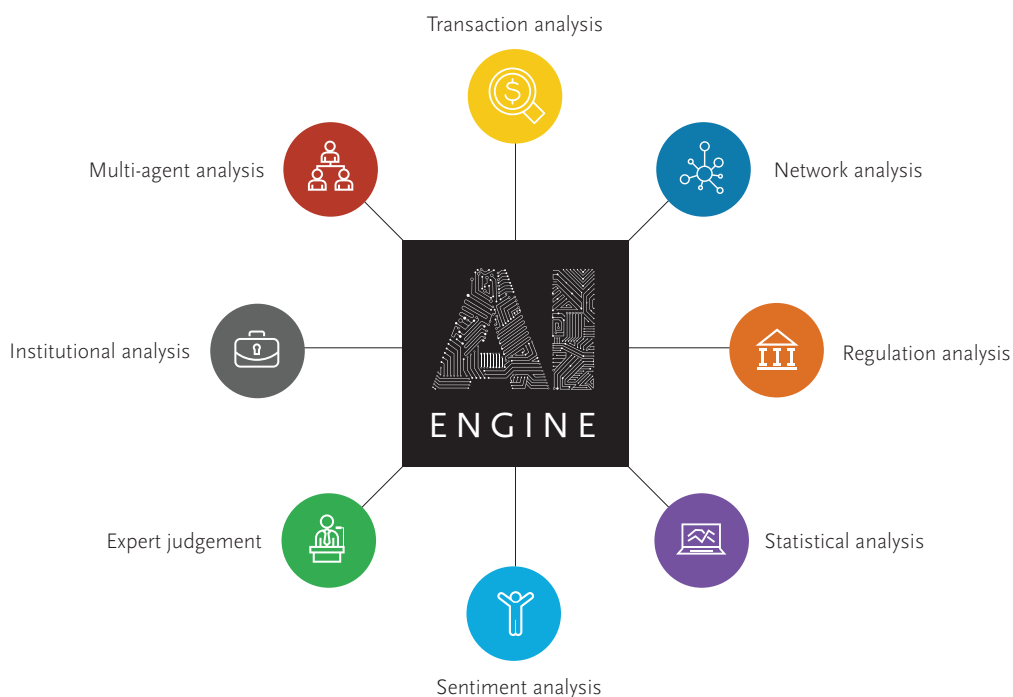 Transaction analysis
Multi-agent analysis
Network analysis
AI
ENGINE
Institutional analysis
Regulation analysis
Expert judgement
Statistical analysis
Sentiment analysis
$